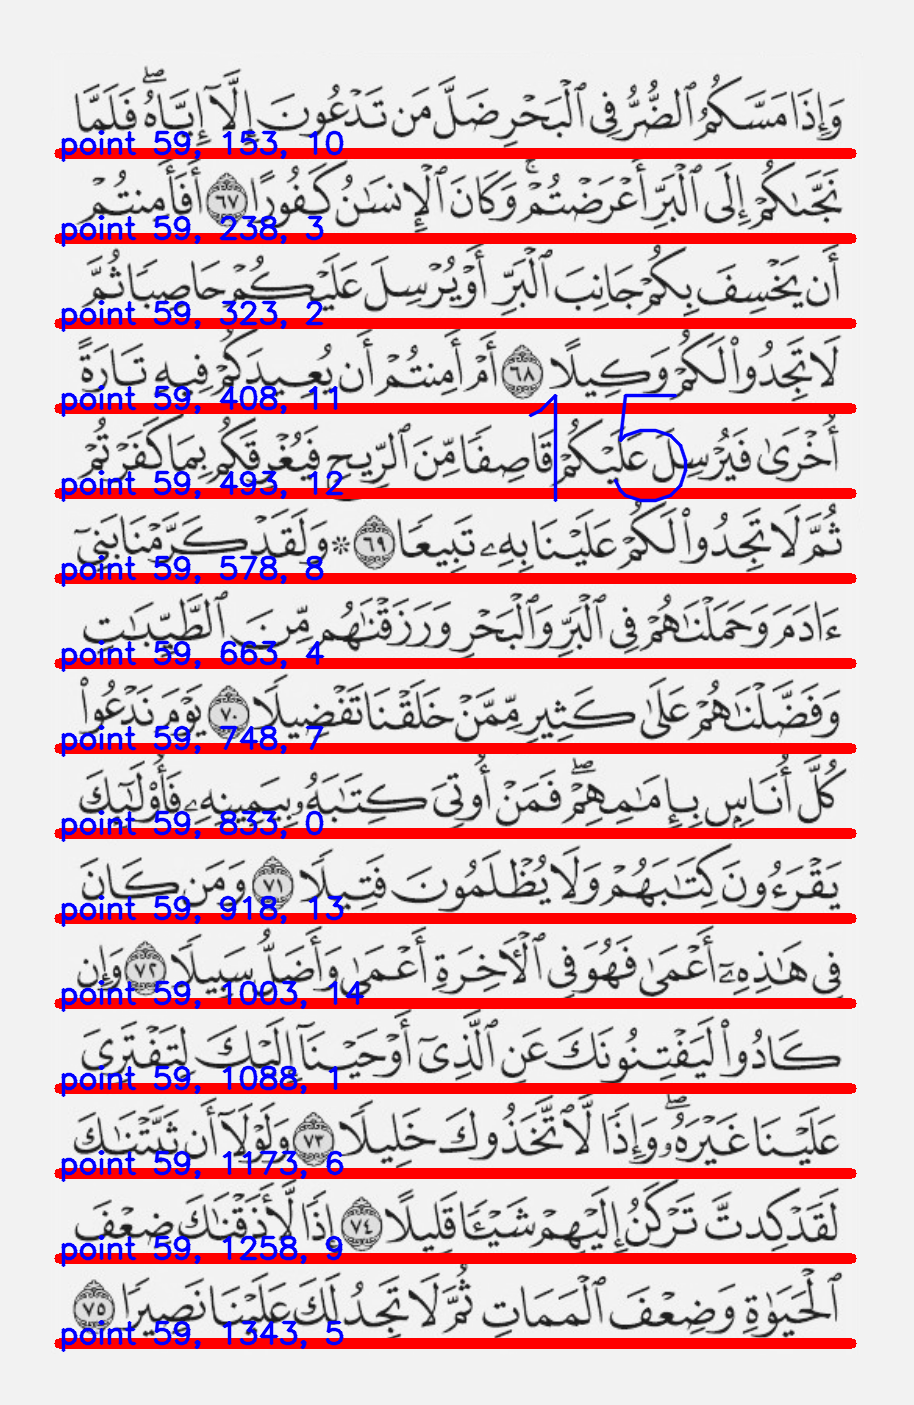 وَإِذَا مَسَّكُمُ ٱلضُّرُّ فِى ٱلْبَحْرِ ضَلَّ مَن تَدْعُونَ إِلَّآ إِيَّاهُ ۖ فَلَمَّا
point 59, 153, 10
نَجَّىٰكُمْ إِلَى ٱلْبَرِّ أَعْرَضْتُمْ ۚ وَكَانَ ٱلْإِنسَـٰنُ كَفُورًا ٦٧ أَفَأَمِنتُمْ
point 59, 238, 3
أَن يَخْسِفَ بِكُمْ جَانِبَ ٱلْبَرِّ أَوْ يُرْسِلَ عَلَيْكُمْ حَاصِبًا ثُمَّ
point 59, 323, 2
لَا تَجِدُوا۟ لَكُمْ وَكِيلًا ٦٨ أَمْ أَمِنتُمْ أَن يُعِيدَكُمْ فِيهِ تَارَةً
point 59, 408, 11
أُخْرَىٰ فَيُرْسِلَ عَلَيْكُمْ قَاصِفًا مِّنَ ٱلرِّيحِ فَيُغْرِقَكُم بِمَا كَفَرْتُمْ
15
point 59, 493, 12
ثُمَّ لَا تَجِدُوا۟ لَكُمْ عَلَيْنَا بِهِۦ تَبِيعًا ٦٩ ۞ وَلَقَدْ كَرَّمْنَا بَنِىٓ
point 59, 578, 8
ءَادَمَ وَحَمَلْنَـٰهُمْ فِى ٱلْبَرِّ وَٱلْبَحْرِ وَرَزَقْنَـٰهُم مِّنَ ٱلطَّيِّبَـٰتِ
point 59, 663, 4
وَفَضَّلْنَـٰهُمْ عَلَىٰ كَثِيرٍ مِّمَّنْ خَلَقْنَا تَفْضِيلًا ٧٠ يَوْمَ نَدْعُوا۟
point 59, 748, 7
كُلَّ أُنَاسٍۭ بِإِمَـٰمِهِمْ ۖ فَمَنْ أُوتِىَ كِتَـٰبَهُۥ بِيَمِينِهِۦ فَأُو۟لَـٰٓئِكَ
point 59, 833, 0
يَقْرَءُونَ كِتَـٰبَهُمْ وَلَا يُظْلَمُونَ فَتِيلًا ٧١ وَمَن كَانَ
point 59, 918, 13
فِى هَـٰذِهِۦٓ أَعْمَىٰ فَهُوَ فِى ٱلْـَٔاخِرَةِ أَعْمَىٰ وَأَضَلُّ سَبِيلًا ٧٢ وَإِن
point 59, 1003, 14
كَادُوا۟ لَيَفْتِنُونَكَ عَنِ ٱلَّذِىٓ أَوْحَيْنَآ إِلَيْكَ لِتَفْتَرِىَ
point 59, 1088, 1
عَلَيْنَا غَيْرَهُۥ ۖ وَإِذًا لَّٱتَّخَذُوكَ خَلِيلًا ٧٣ وَلَوْلَآ أَن ثَبَّتْنَـٰكَ
point 59, 1173, 6
لَقَدْ كِدتَّ تَرْكَنُ إِلَيْهِمْ شَيْـًٔا قَلِيلًا ٧٤ إِذًا لَّأَذَقْنَـٰكَ ضِعْفَ
point 59, 1258, 9
ٱلْحَيَوٰةِ وَضِعْفَ ٱلْمَمَاتِ ثُمَّ لَا تَجِدُ لَكَ عَلَيْنَا نَصِيرًا ٧٥
point 59, 1343, 5